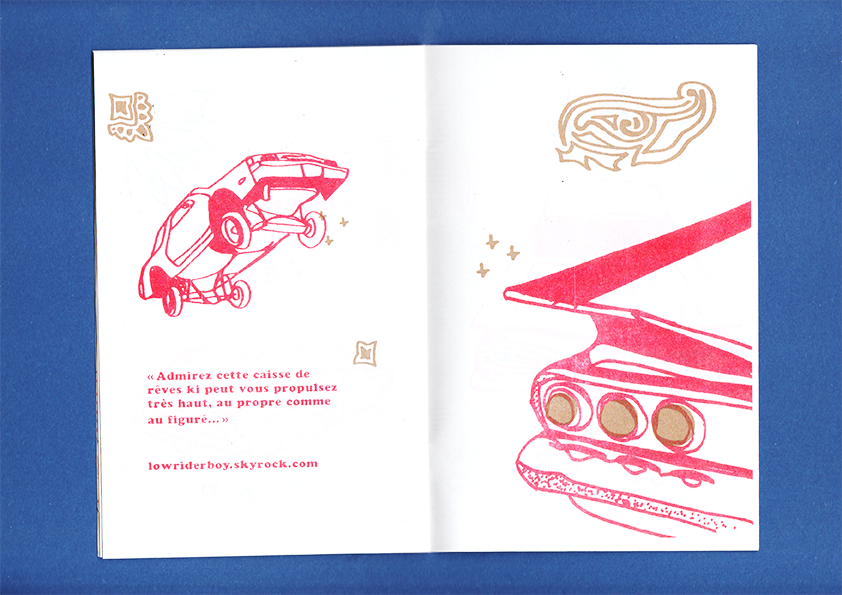 « Admirez cette caisse de
rêves ki peut vous propulsez
très haut, au propre comme
au figuré... »
lowriderboy.skyrock.com